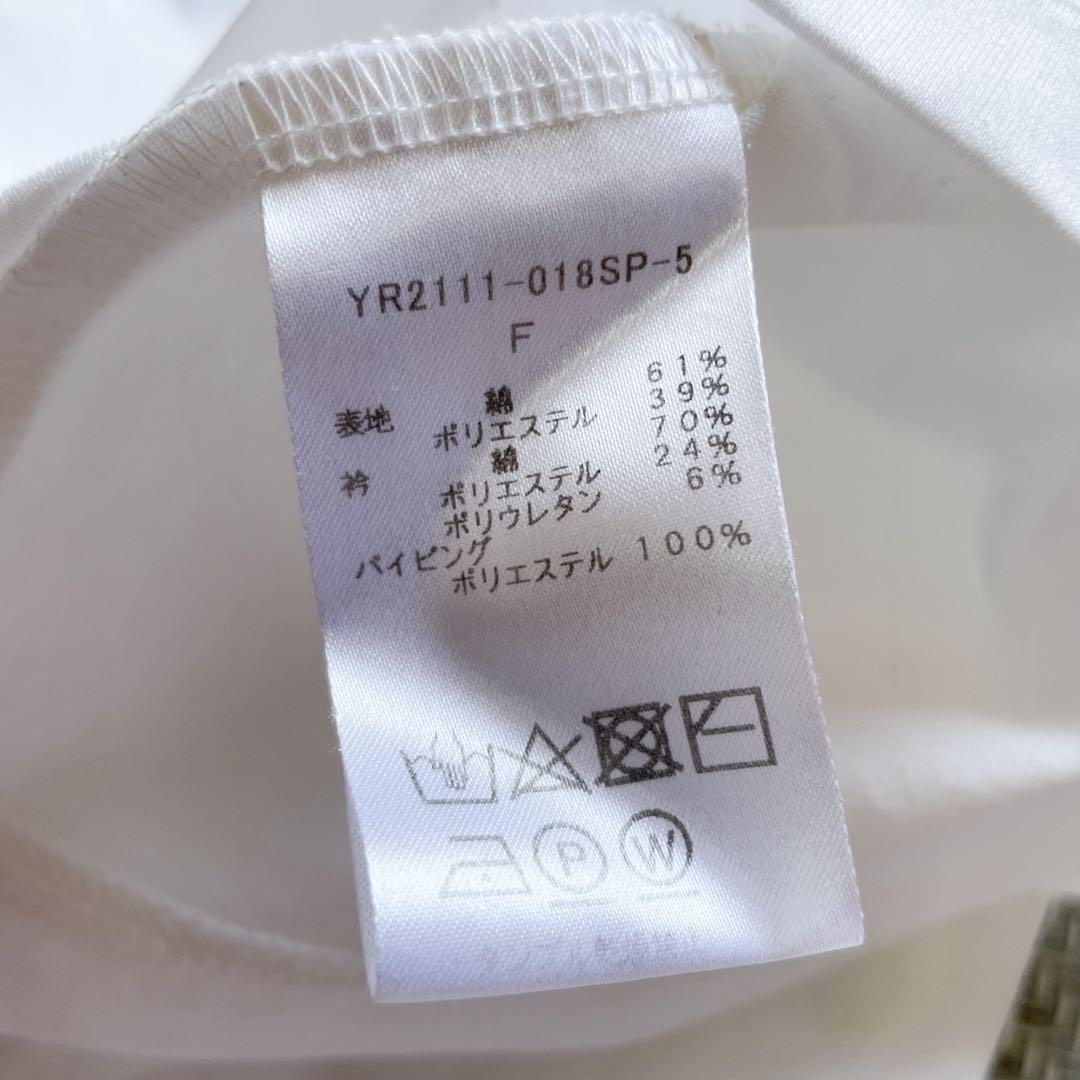 YR2111-018SP-5
F
表地 綿 61%
ポリエステル 39%
衿 綿 70%
ポリエステル 24%
ポリウレタン 6%
パイピング
ポリエステル 100%
P W